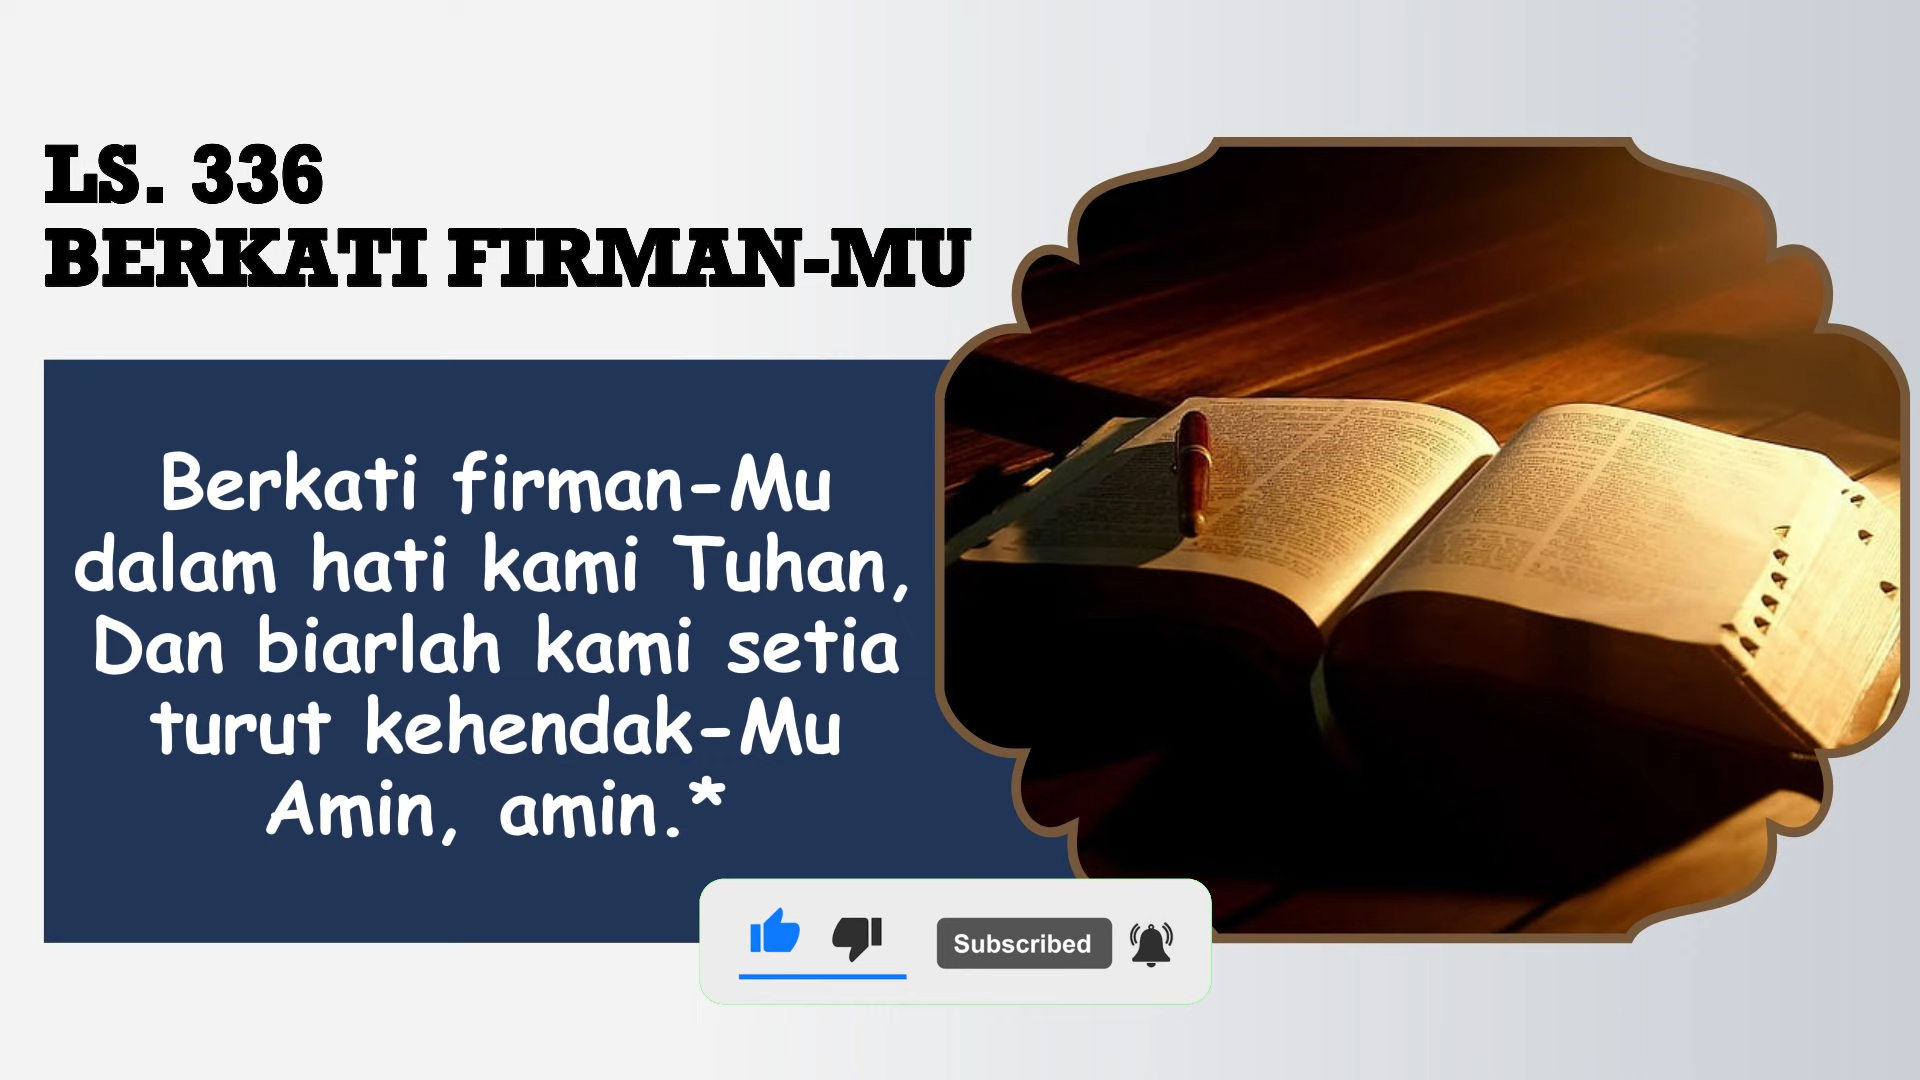 LS. 336
BERKATI FIRMAN-MU
Berkati firman-Mu
dalam hati kami Tuhan,
Dan biarlah kami setia
turut kehendak-Mu
Amin, amin.*
Subscribed